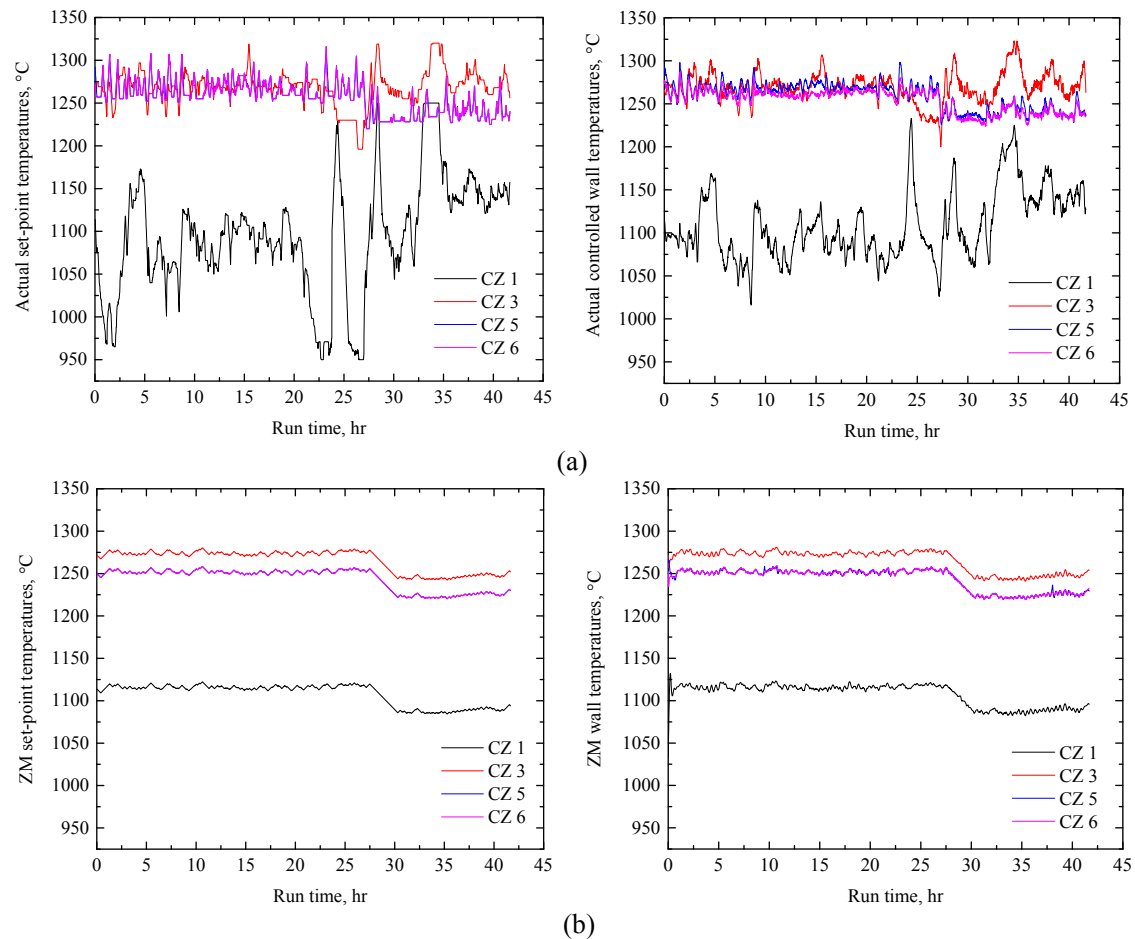 1350
1300
1250
1200
1150
1100
1050
1000
950
Actual set-point temperatures, °C
CZ 1
CZ 3
CZ 5
CZ 6
0 5 10 15 20 25 30 35 40 45
Run time, hr
1350
1300
1250
1200
1150
1100
1050
1000
950
Actual controlled wall temperatures, °C
CZ 1
CZ 3
CZ 5
CZ 6
0 5 10 15 20 25 30 35 40 45
Run time, hr
(a)
1350
1300
1250
1200
1150
1100
1050
1000
950
ZM set-point temperatures, °C
CZ 1
CZ 3
CZ 5
CZ 6
0 5 10 15 20 25 30 35 40 45
Run time, hr
1350
1300
1250
1200
1150
1100
1050
1000
950
ZM wall temperatures, °C
CZ 1
CZ 3
CZ 5
CZ 6
0 5 10 15 20 25 30 35 40 45
Run time, hr
(b)